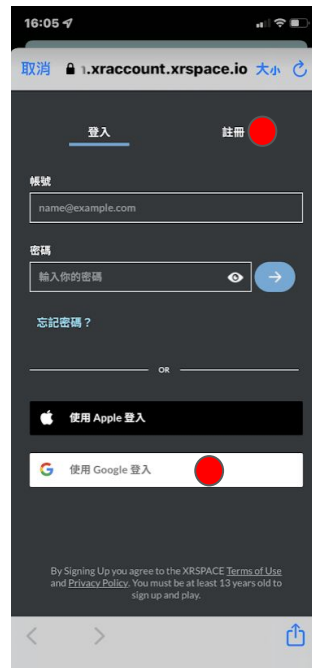 16:05
取消 ı.xraccount.xrspace.io 大小
登入 註冊
帳號
name@example.com
密碼
輸入你的密碼
忘記密碼？
OR
使用 Apple 登入
使用 Google 登入
By Signing Up you agree to the XRSPACE Terms of Use
and Privacy Policy. You must be at least 13 years old to
sign up and play.